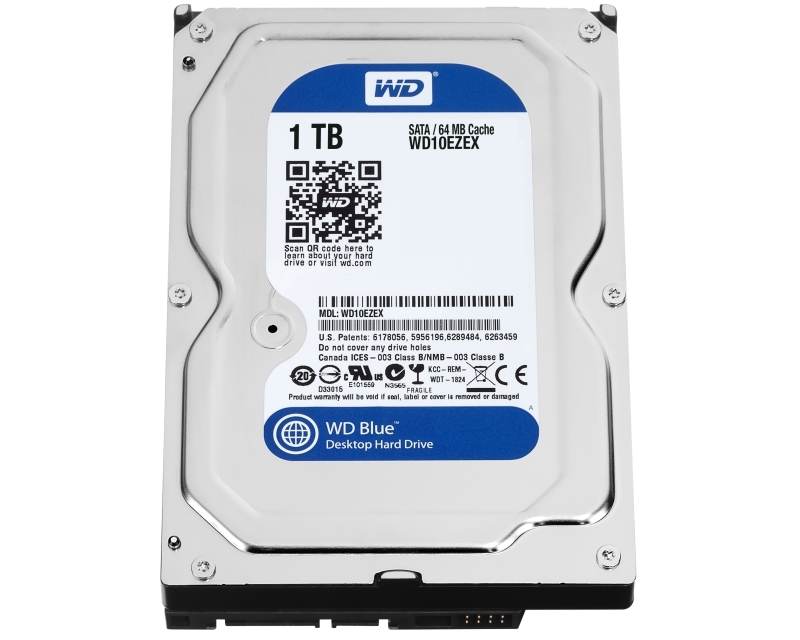 WD®
1 TB
SATA / 64 MB Cache
WD10EZEX
WD
Scan QR code here to
learn about your hard
drive or visit wd.com
MDL: WD10EZEX
U.S. Patents: 6178056, 5956196,6289484, 6263459
Do not cover any drive holes
Canada ICES – 003 Class B/NMB – 003 Classe B
20 c us KCC – REM – CE
WDT – 1824
D33015 E101559 N3565 FRAGILE
Product warranty will be void if seal, label or cover is removed or damaged
A
WD Blue™
Desktop Hard Drive